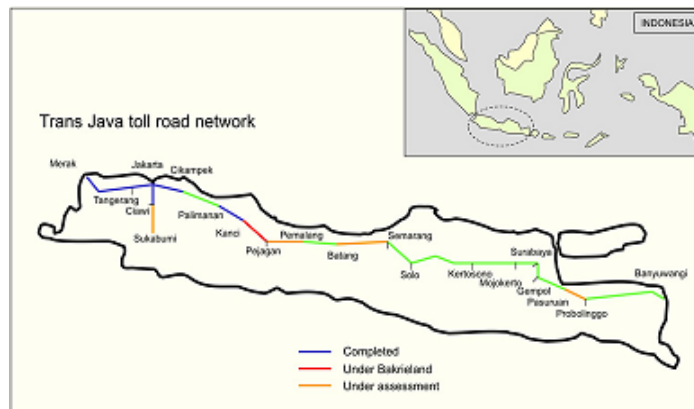 INDONESIA
Trans Java toll road network
Merak
Jakarta
Cikampek
Tangerang
Ciawi
Palimanan
Sukabumi
Kanci
Pejagan
Pemalang
Batang
Semarang
Solo
Kertosono
Mojokerto
Surabaya
Gempol
Pasuruan
Probolinggo
Banyuwangi
Completed
Under Bakrieland
Under assessment